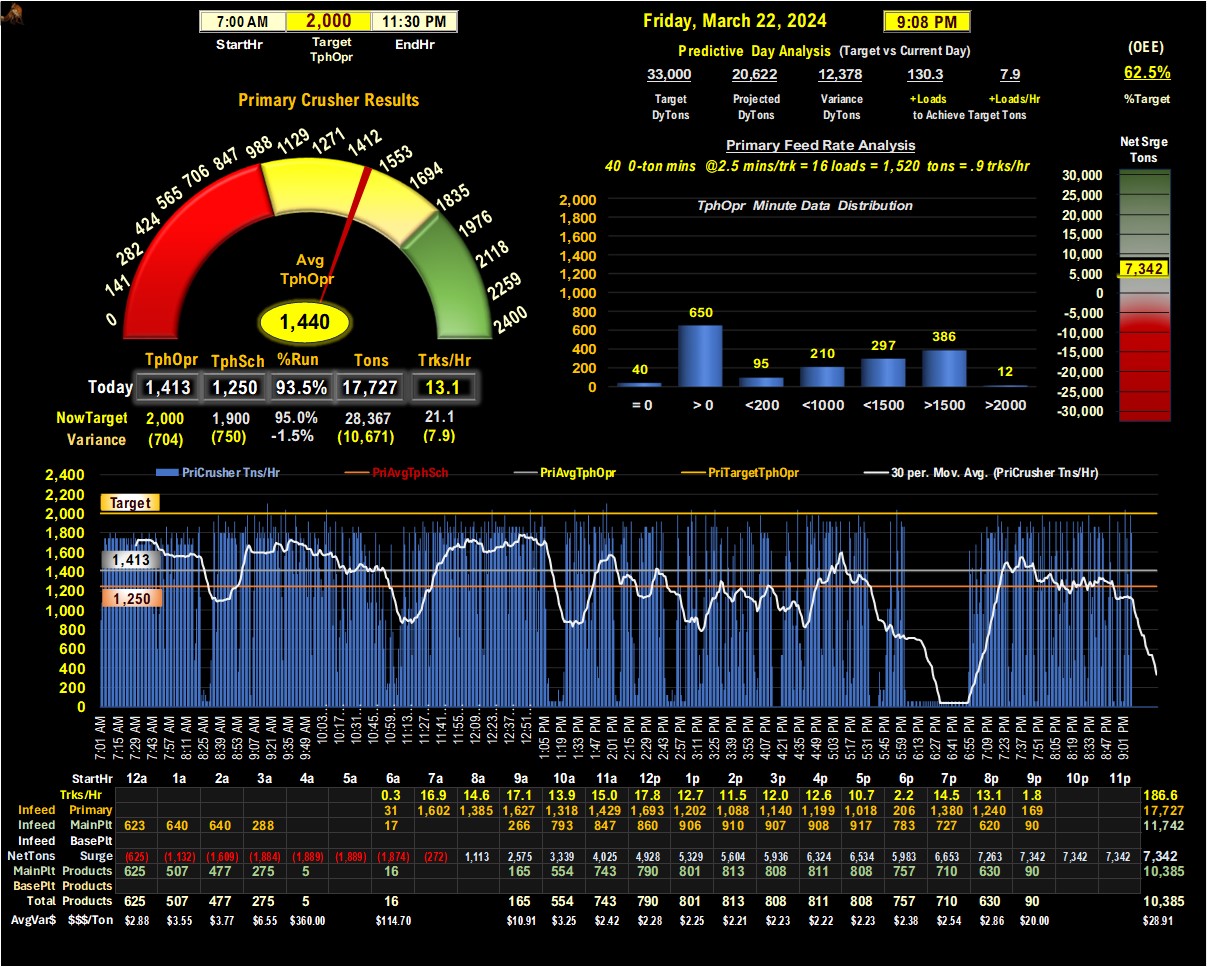 7:00 AM 2,000 11:30 PM
StartHr Target TphOpr EndHr
Friday, March 22, 2024 9:08 PM
Predictive Day Analysis (Target vs Current Day)
33,000 20,622 12,378 130.3 7.9
Target DyTons Projected DyTons Variance DyTons +Loads +Loads/Hr
to Achieve Target Tons
(OEE)
62.5%
%Target
Primary Crusher Results
0 141 282 424 565 706 847 988 1129 1271 1412 1553 1694 1835 1976 2118 2259 2400
Avg
TphOpr
1,440
TphOpr TphSch %Run Tons Trks/Hr
Today 1,413 1,250 93.5% 17,727 13.1
NowTarget 2,000 1,900 95.0% 28,367 21.1
Variance (704) (750) -1.5% (10,671) (7.9)
Primary Feed Rate Analysis
40 0-ton mins @2.5 mins/trk = 16 loads = 1,520 tons = .9 trks/hr
TphOpr Minute Data Distribution
2,000
1,800
1,600
1,400
1,200
1,000
800
600
400
200
0
40 650 95 210 297 386 12
= 0 > 0 <200 <1000 <1500 >1500 >2000
Net Srge
Tons
30,000
25,000
20,000
15,000
10,000
7,342
5,000
0
-5,000
-10,000
-15,000
-20,000
-25,000
-30,000
PriCrusher Tns/Hr PriAvgTphSch PriAvgTphOpr PriTargetTphOpr 30 per. Mov. Avg. (PriCrusher Tns/Hr)
2,400
2,200
2,000
1,800
1,600
1,400
1,200
1,000
800
600
400
200
0
Target
1,413
1,250
7:01 AM 7:15 AM 7:29 AM 7:43 AM 7:57 AM 8:11 AM 8:25 AM 8:39 AM 8:53 AM 9:07 AM 9:21 AM 9:35 AM 9:49 AM 10:03... 10:17... 10:31... 10:45... 10:59... 11:13... 11:27... 11:41... 11:55... 12:09... 12:23... 12:37... 12:51... 1:05 PM 1:19 PM 1:33 PM 1:47 PM 2:01 PM 2:15 PM 2:29 PM 2:43 PM 2:57 PM 3:11 PM 3:25 PM 3:39 PM 3:53 PM 4:07 PM 4:21 PM 4:35 PM 4:49 PM 5:03 PM 5:17 PM 5:31 PM 5:45 PM 5:59 PM 6:13 PM 6:27 PM 6:41 PM 6:55 PM 7:09 PM 7:23 PM 7:37 PM 7:51 PM 8:05 PM 8:19 PM 8:33 PM 8:47 PM 9:01 PM
StartHr 12a 1a 2a 3a 4a 5a 6a 7a 8a 9a 10a 11a 12p 1p 2p 3p 4p 5p 6p 7p 8p 9p 10p 11p
Trks/Hr 0.3 16.9 14.6 17.1 13.9 15.0 17.8 12.7 11.5 12.0 12.6 10.7 2.2 14.5 13.1 1.8 186.6
Infeed Primary 31 1,602 1,385 1,627 1,318 1,429 1,693 1,202 1,088 1,140 1,199 1,018 206 1,380 1,240 169 17,727
Infeed MainPlt 623 640 640 288 17 266 793 847 860 906 910 907 908 917 783 727 620 90 11,742
Infeed BasePlt
NetTons Surge (625) (1,132) (1,609) (1,884) (1,889) (1,889) (1,874) (272) 1,113 2,575 3,339 4,025 4,928 5,329 5,604 5,936 6,324 6,534 5,983 6,653 7,263 7,342 7,342 7,342 7,342
MainPlt Products 625 507 477 275 5 16 165 554 743 790 801 813 808 811 808 757 710 630 90 10,385
BasePlt Products
Total Products 625 507 477 275 5 16 165 554 743 790 801 813 808 811 808 757 710 630 90 10,385
AvgVar$ $$$/Ton $2.88 $3.55 $3.77 $6.55 $360.00 $114.70 $10.91 $3.25 $2.42 $2.28 $2.25 $2.21 $2.23 $2.22 $2.23 $2.38 $2.54 $2.86 $20.00 $28.91